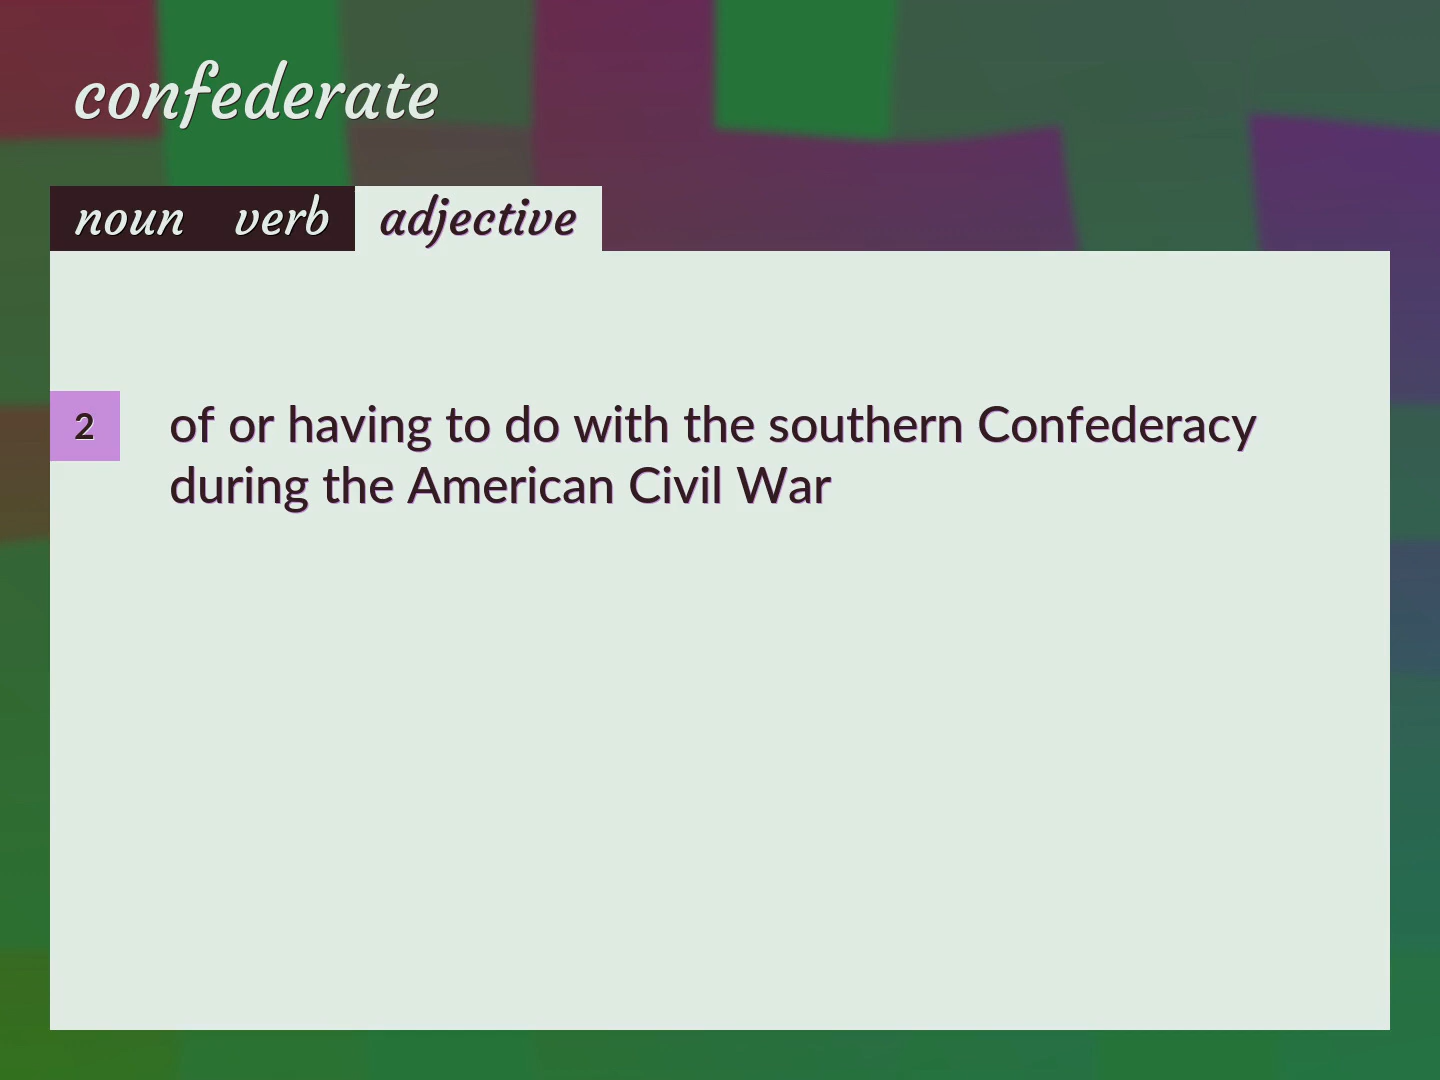 confederate
noun verb adjective
2 of or having to do with the southern Confederacy
during the American Civil War